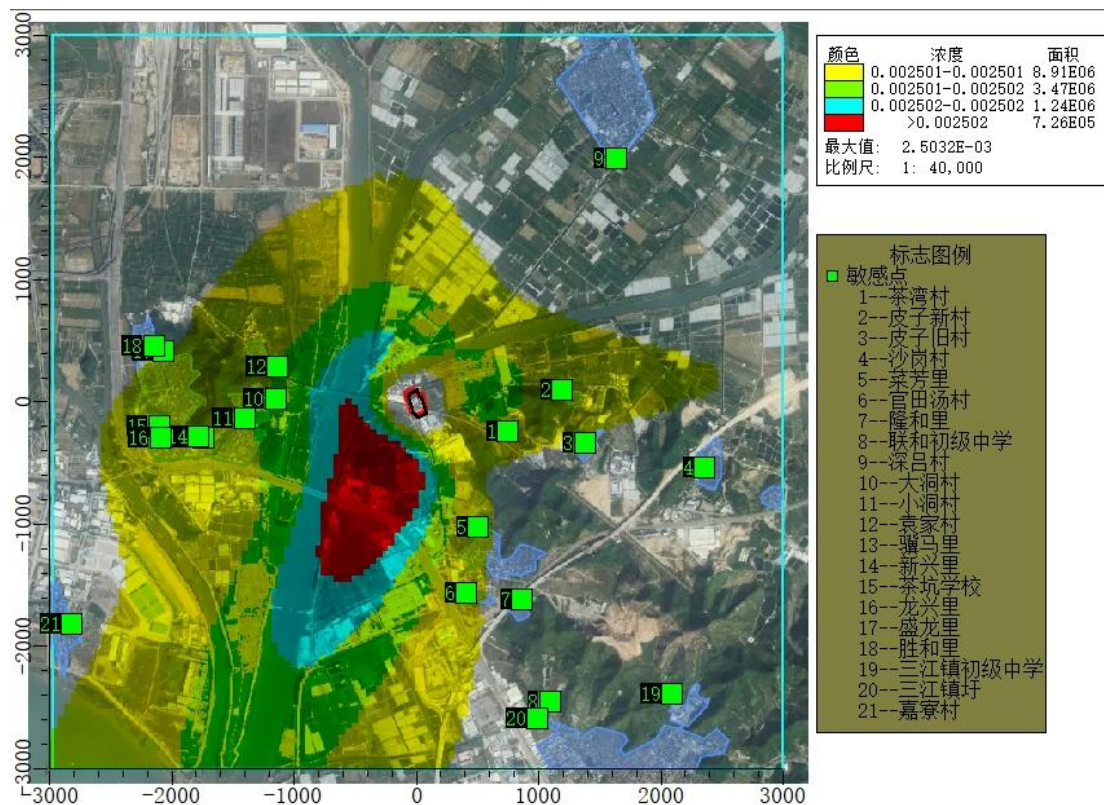 颜色 浓度 面积
0.002501-0.002501 8.91E06
0.002501-0.002502 3.47E06
0.002502-0.002502 1.24E06
>0.002502 7.26E05
最大值: 2.5032E-03
比例尺: 1: 40,000
标志图例
敏感点
1--茶湾村
2--皮子新村
3--皮子旧村
4--沙岗村
5--菜芳里
6--官田汤村
7--隆和里
8--联和初级中学
9--深吕村
10--大洞村
11--小洞村
12--袁家村
13--骥马里
14--新兴里
15--茶坑学校
16--龙兴里
17--盛龙里
18--胜和里
19--三江镇初级中学
20--三江镇圩
21--嘉寮村
3000
2000
1000
0
-1000
-2000
-3000
-3000 -2000 -1000 0 1000 2000 3000
9
18
12
10
11
15
16
14
2
1
3
4
5
6
7
21
8
19
20